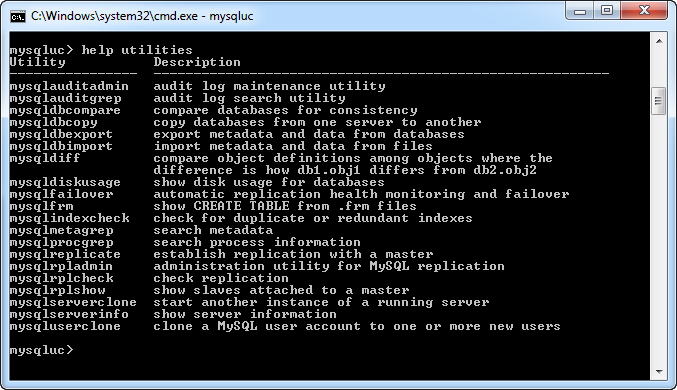 C:\Windows\system32\cmd.exe - mysqluc
mysqluc> help utilities
Utility           Description
----------------  ---------------------------------------------------------
mysqlauditadmin   audit log maintenance utility
mysqlauditgrep    audit log search utility
mysqldbcompare    compare databases for consistency
mysqldbcopy       copy databases from one server to another
mysqldbexport     export metadata and data from databases
mysqldbimport     import metadata and data from files
mysqldiff         compare object definitions among objects where the
                  difference is how db1.obj1 differs from db2.obj2
mysqldiskusage    show disk usage for databases
mysqlfailover     automatic replication health monitoring and failover
mysqlfrm          show CREATE TABLE from .frm files
mysqlindexcheck   check for duplicate or redundant indexes
mysqlmetagrep     search metadata
mysqlprocgrep     search process information
mysqlreplicate    establish replication with a master
mysqlrpladmin     administration utility for MySQL replication
mysqlrplcheck     check replication
mysqlrplshow      show slaves attached to a master
mysqlserverclone  start another instance of a running server
mysqlserverinfo   show server information
mysqluserclone    clone a MySQL user account to one or more new users
mysqluc>